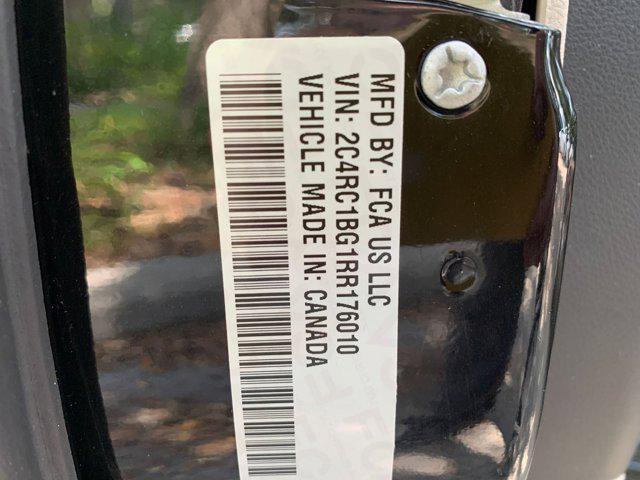 MFD BY: FCA US LLC
VIN: 2C4RC1BG1RR176010
VEHICLE MADE IN: CANADA